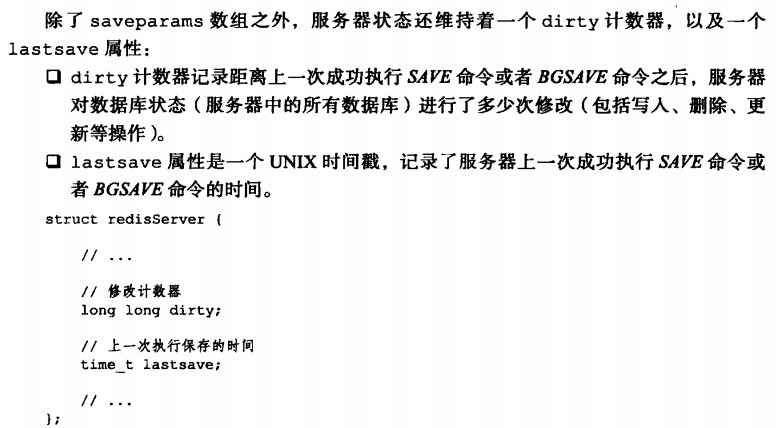 除了 saveparams 数组之外，服务器状态还维持着一个 dirty 计数器，以及一个
lastsave 属性：
❑ dirty 计数器记录距离上一次成功执行 SAVE 命令或者 BGSAVE 命令之后，服务器
对数据库状态（服务器中的所有数据库）进行了多少次修改（包括写入、删除、更
新等操作）。
❑ lastsave 属性是一个 UNIX 时间戳，记录了服务器上一次成功执行 SAVE 命令或
者 BGSAVE 命令的时间。
struct redisServer {
// ...
// 修改计数器
long long dirty;
// 上一次执行保存的时间
time_t lastsave;
// ...
};